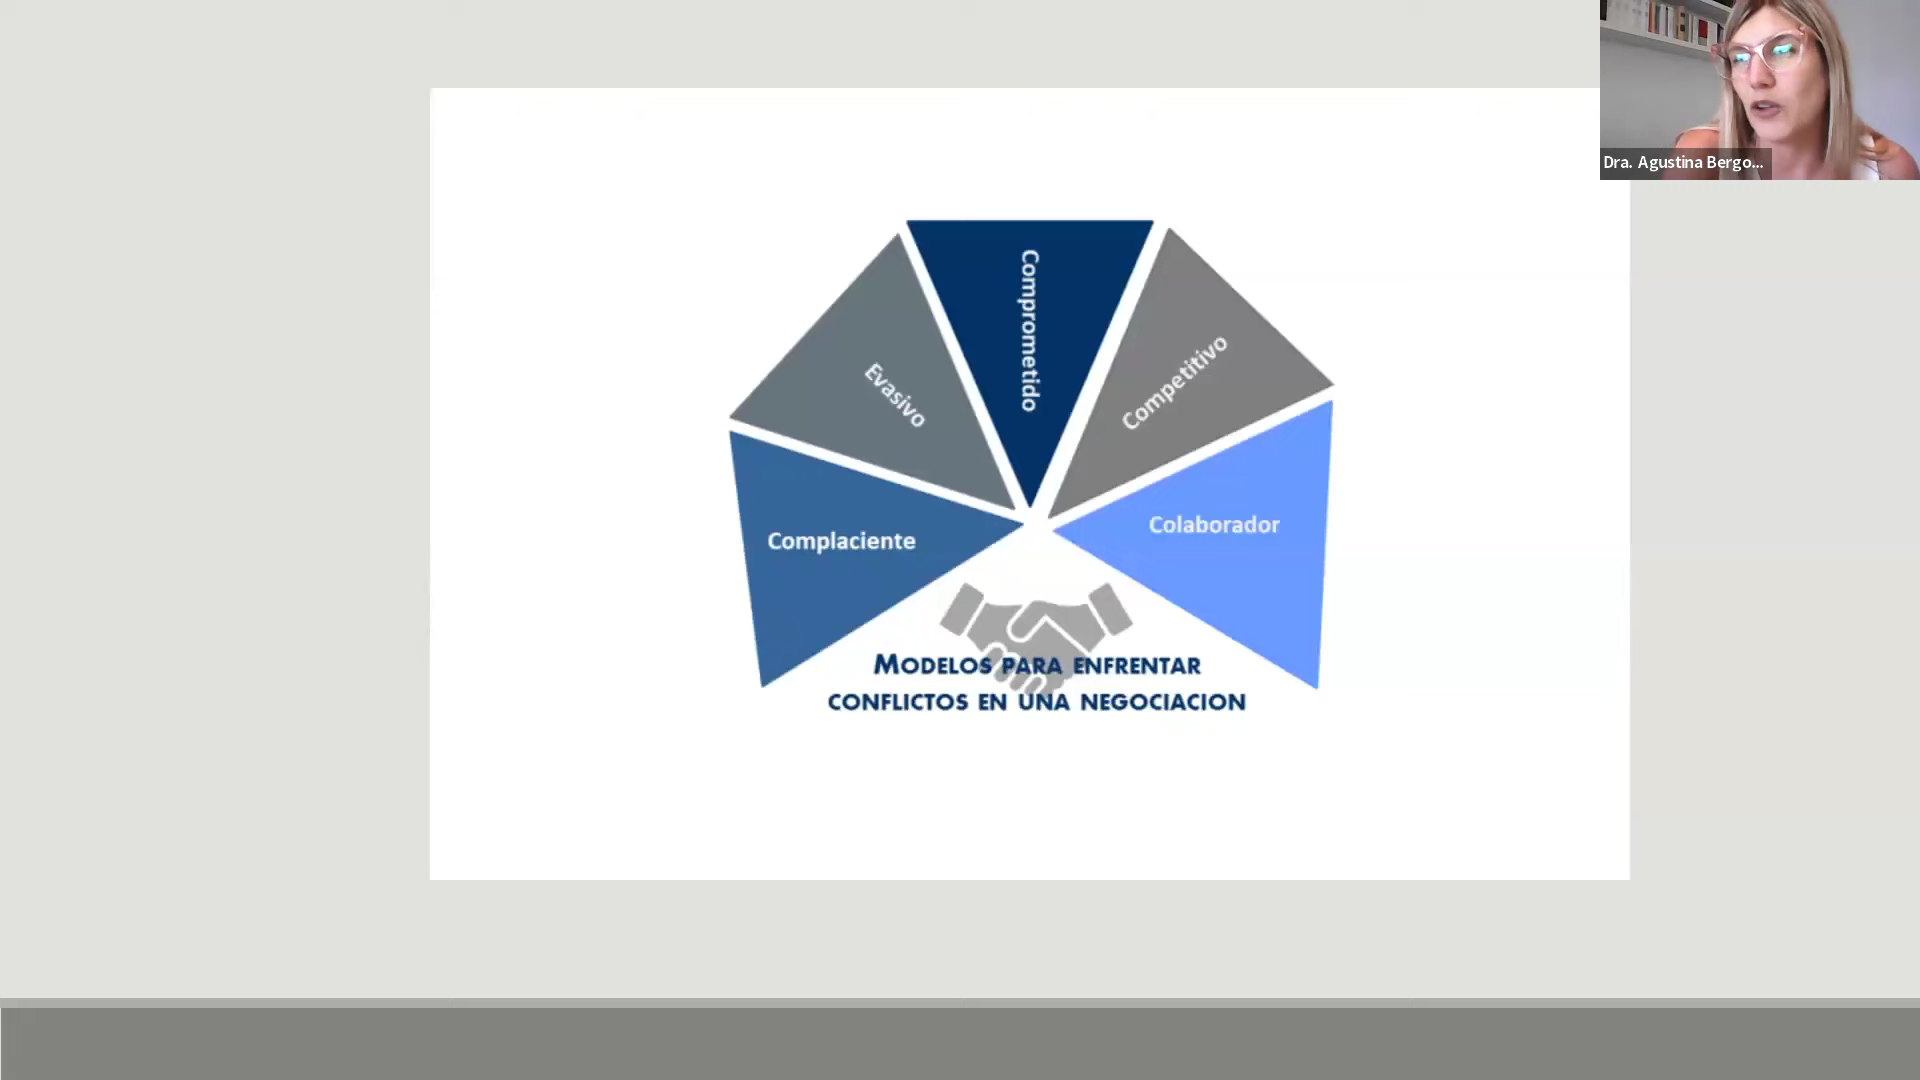 Dra. Agustina Bergo...
Comprometido
Evasivo
Competitivo
Complaciente
Colaborador
MODELOS PARA ENFRENTAR
CONFLICTOS EN UNA NEGOCIACION